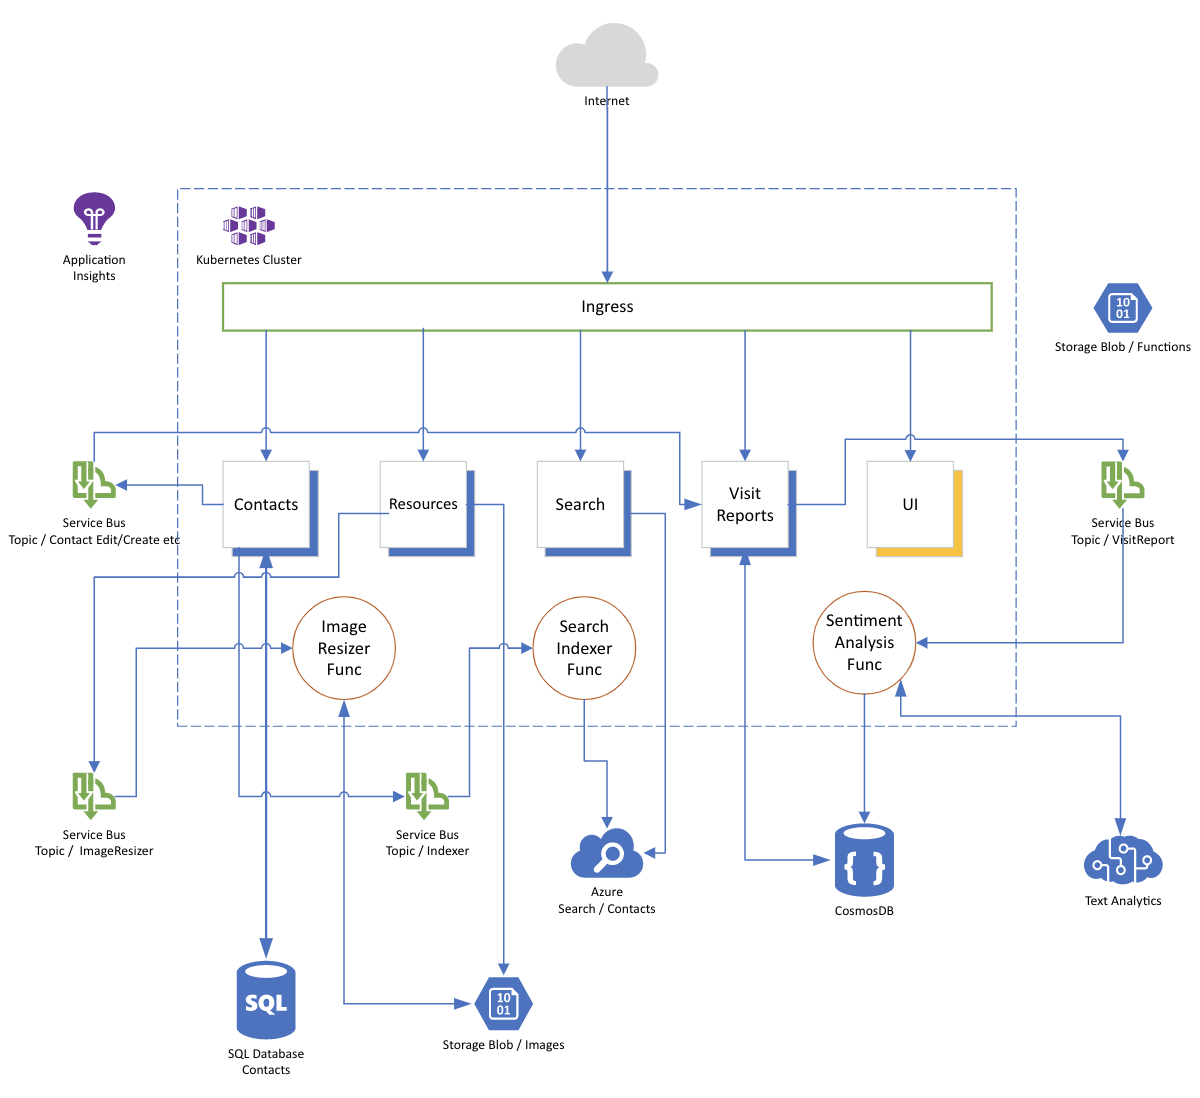 Internet
Application
Insights
Kubernetes Cluster
Ingress
10
01
Storage Blob / Functions
Service Bus
Topic / Contact Edit/Create etc
Contacts
Resources
Search
Visit
Reports
UI
Service Bus
Topic / VisitReport
Image
Resizer
Func
Search
Indexer
Func
Sentiment
Analysis
Func
Service Bus
Topic /  ImageResizer
Service Bus
Topic / Indexer
Azure
Search / Contacts
{ }
CosmosDB
Text Analytics
SQL
SQL Database
Contacts
10
01
Storage Blob / Images